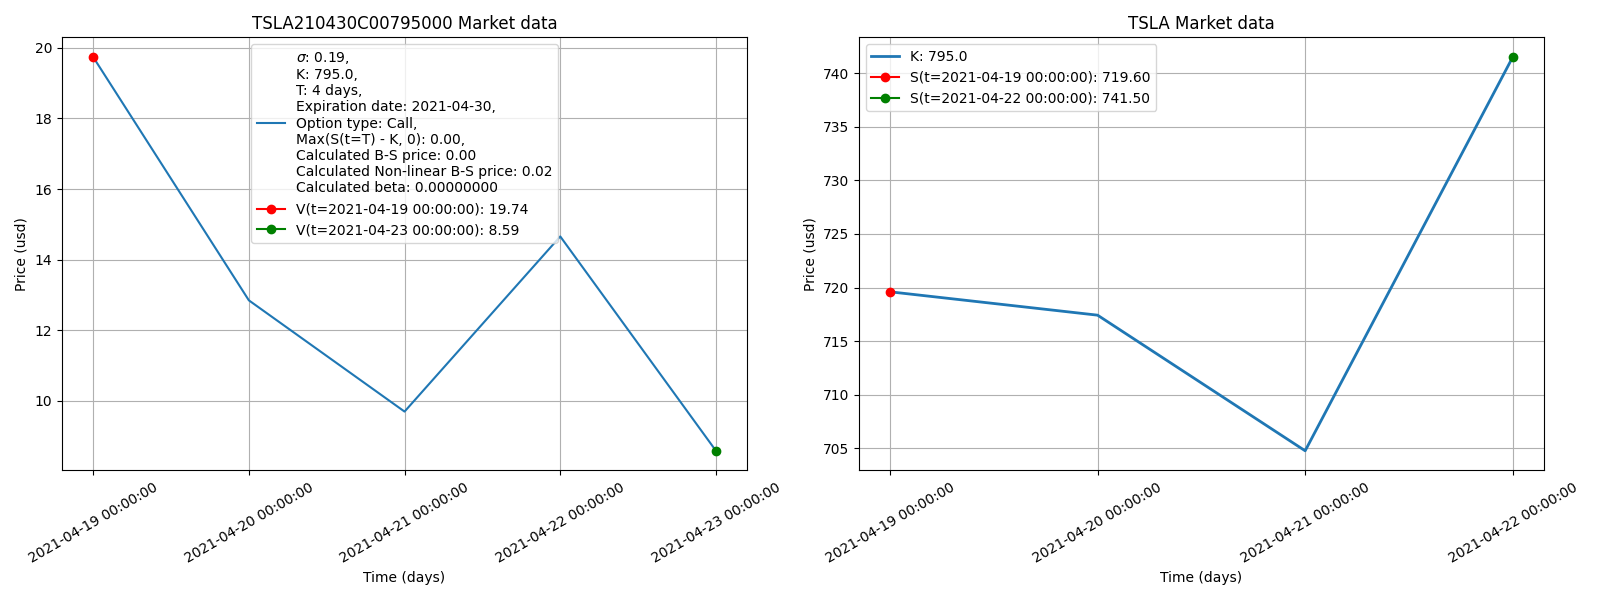 TSLA210430C00795000 Market data
Price (usd)
20
18
16
14
12
10
σ: 0.19,
K: 795.0,
T: 4 days,
Expiration date: 2021-04-30,
Option type: Call,
Max(S(t=T) - K, 0): 0.00,
Calculated B-S price: 0.00
Calculated Non-linear B-S price: 0.02
Calculated beta: 0.00000000
V(t=2021-04-19 00:00:00): 19.74
V(t=2021-04-23 00:00:00): 8.59
2021-04-19 00:00:00
2021-04-20 00:00:00
2021-04-21 00:00:00
2021-04-22 00:00:00
2021-04-23 00:00:00
Time (days)
TSLA Market data
Price (usd)
740
735
730
725
720
715
710
705
K: 795.0
S(t=2021-04-19 00:00:00): 719.60
S(t=2021-04-22 00:00:00): 741.50
2021-04-19 00:00:00
2021-04-20 00:00:00
2021-04-21 00:00:00
2021-04-22 00:00:00
Time (days)